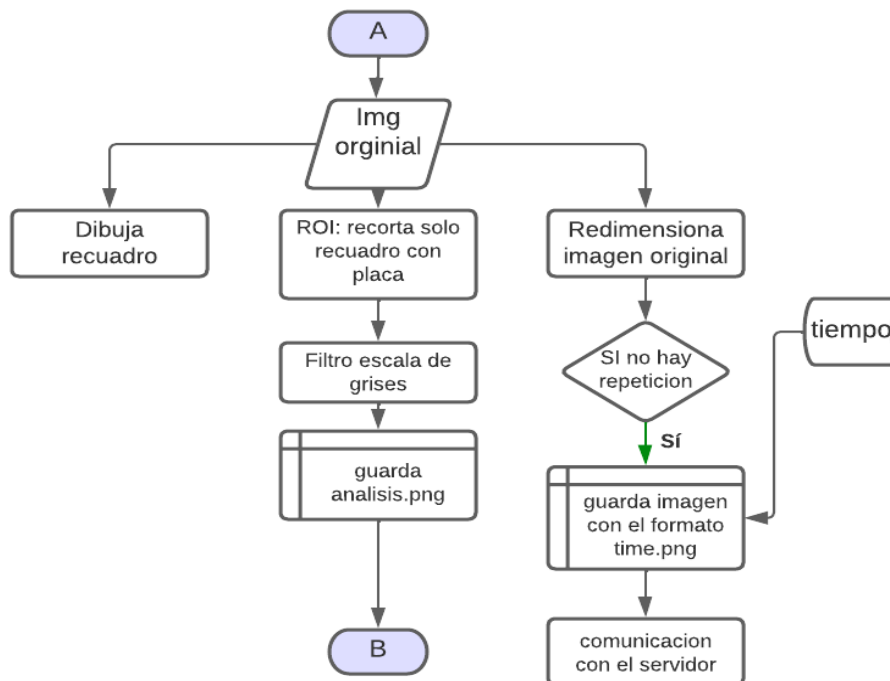 A
Img
orginial
Dibuja
recuadro
ROI: recorta solo
recuadro con
placa
Redimensiona
imagen original
Filtro escala de
grises
SI no hay
repeticion
tiempo
Sí
guarda
analisis.png
guarda imagen
con el formato
time.png
B
comunicacion
con el servidor